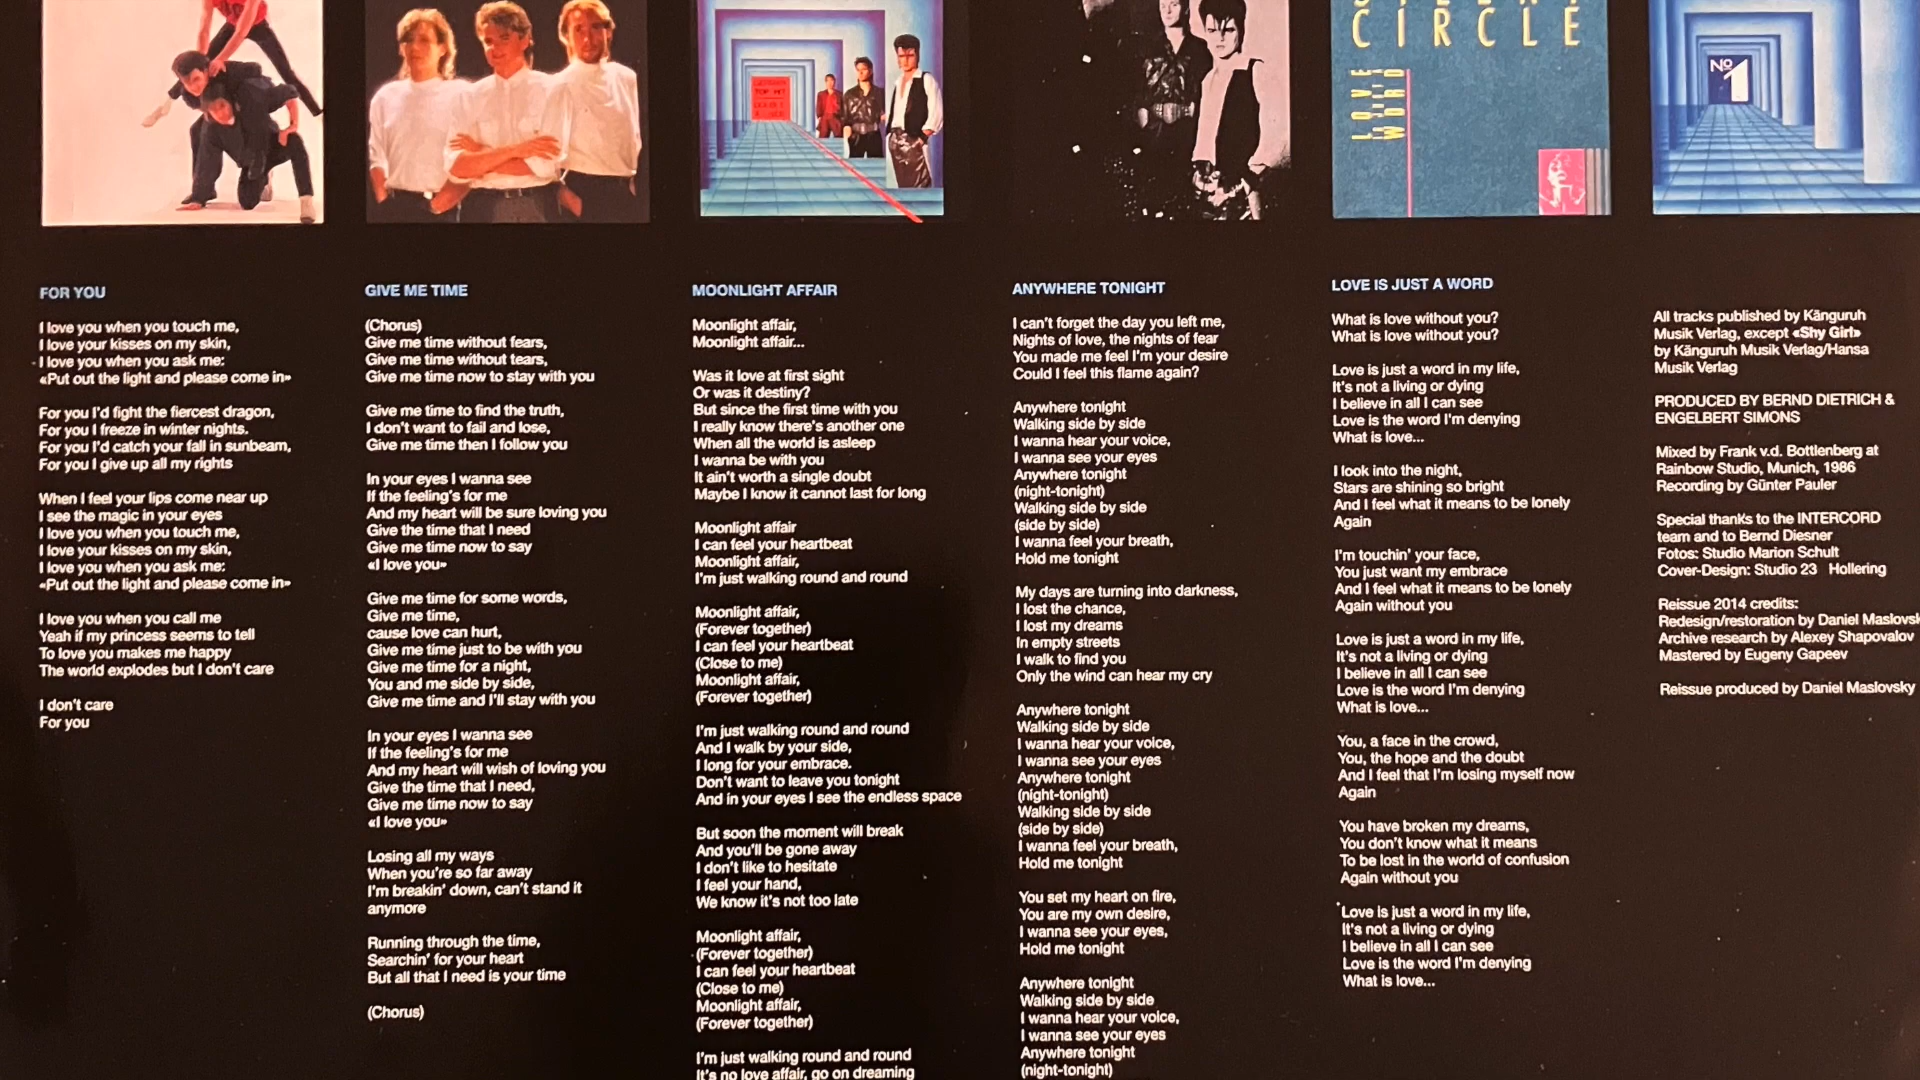 CIRCLE
LOVE
WORD
No 1
FOR YOU
I love you when you touch me,
I love your kisses on my skin,
I love you when you ask me:
«Put out the light and please come in»
For you I'd fight the fiercest dragon,
For you I freeze in winter nights.
For you I'd catch your fall in sunbeam,
For you I give up all my rights
When I feel your lips come near up
I see the magic in your eyes
I love you when you touch me,
I love your kisses on my skin,
I love you when you ask me:
«Put out the light and please come in»
I love you when you call me
Yeah if my princess seems to tell
To love you makes me happy
The world explodes but I don't care
I don't care
For you
GIVE ME TIME
(Chorus)
Give me time without fears,
Give me time without tears,
Give me time now to stay with you
Give me time to find the truth,
I don't want to fail and lose,
Give me time then I follow you
In your eyes I wanna see
If the feeling's for me
And my heart will be sure loving you
Give the time that I need
Give me time now to say
«I love you»
Give me time for some words,
Give me time,
cause love can hurt,
Give me time just to be with you
Give me time for a night,
You and me side by side,
Give me time and I'll stay with you
In your eyes I wanna see
If the feeling's for me
And my heart will wish of loving you
Give the time that I need,
Give me time now to say
«I love you»
Losing all my ways
When you're so far away
I'm breakin' down, can't stand it
anymore
Running through the time,
Searchin' for your heart
But all that I need is your time
(Chorus)
MOONLIGHT AFFAIR
Moonlight affair,
Moonlight affair...
Was it love at first sight
Or was it destiny?
But since the first time with you
I really know there's another one
When all the world is asleep
I wanna be with you
It ain't worth a single doubt
Maybe I know it cannot last for long
Moonlight affair
I can feel your heartbeat
Moonlight affair,
I'm just walking round and round
Moonlight affair,
(Forever together)
I can feel your heartbeat
(Close to me)
Moonlight affair,
(Forever together)
I'm just walking round and round
And I walk by your side,
I long for your embrace.
Don't want to leave you tonight
And in your eyes I see the endless space
But soon the moment will break
And you'll be gone away
I don't like to hesitate
I feel your hand,
We know it's not too late
Moonlight affair,
(Forever together)
I can feel your heartbeat
(Close to me)
Moonlight affair,
(Forever together)
I'm just walking round and round
It's no love affair, go on dreaming
ANYWHERE TONIGHT
I can't forget the day you left me,
Nights of love, the nights of fear
You made me feel I'm your desire
Could I feel this flame again?
Anywhere tonight
Walking side by side
I wanna hear your voice,
I wanna see your eyes
Anywhere tonight
(night-tonight)
Walking side by side
(side by side)
I wanna feel your breath,
Hold me tonight
My days are turning into darkness,
I lost the chance,
I lost my dreams
In empty streets
I walk to find you
Only the wind can hear my cry
Anywhere tonight
Walking side by side
I wanna hear your voice,
I wanna see your eyes
Anywhere tonight
(night-tonight)
Walking side by side
(side by side)
I wanna feel your breath,
Hold me tonight
You set my heart on fire,
You are my own desire,
I wanna see your eyes,
Hold me tonight
Anywhere tonight
Walking side by side
I wanna hear your voice,
I wanna see your eyes
Anywhere tonight
(night-tonight)
LOVE IS JUST A WORD
What is love without you?
What is love without you?
Love is just a word in my life,
It's not a living or dying
I believe in all I can see
Love is the word I'm denying
What is love...
I look into the night,
Stars are shining so bright
And I feel what it means to be lonely
Again
I'm touchin' your face,
You just want my embrace
And I feel what it means to be lonely
Again without you
Love is just a word in my life,
It's not a living or dying
I believe in all I can see
Love is the word I'm denying
What is love...
You, a face in the crowd,
You, the hope and the doubt
And I feel that I'm losing myself now
Again
You have broken my dreams,
You don't know what it means
To be lost in the world of confusion
Again without you
Love is just a word in my life,
It's not a living or dying
I believe in all I can see
Love is the word I'm denying
What is love...
All tracks published by Känguruh
Musik Verlag, except «Shy Girl»
by Känguruh Musik Verlag/Hansa
Musik Verlag
PRODUCED BY BERND DIETRICH &
ENGELBERT SIMONS
Mixed by Frank v.d. Bottlenberg at
Rainbow Studio, Munich, 1986
Recording by Günter Pauler
Special thanks to the INTERCORD
team and to Bernd Diesner
Fotos: Studio Marion Schult
Cover-Design: Studio 23 Hollering
Reissue 2014 credits:
Redesign/restoration by Daniel Maslovsk
Archive research by Alexey Shapovalov
Mastered by Eugeny Gapeev
Reissue produced by Daniel Maslovsky